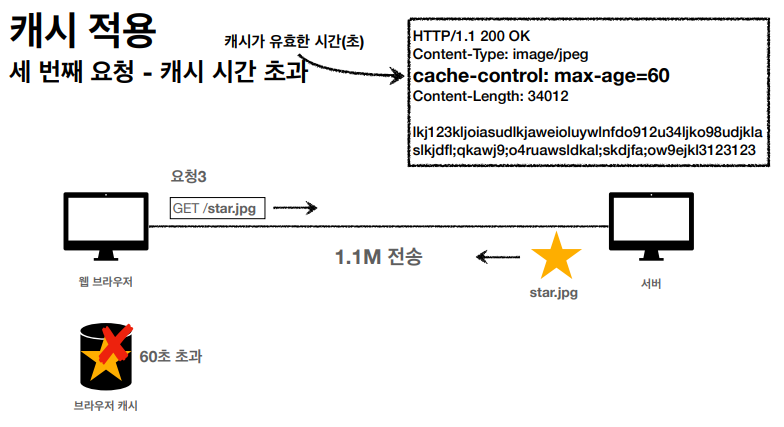 캐시 적용
세 번째 요청 - 캐시 시간 초과
캐시가 유효한 시간(초)
HTTP/1.1 200 OK
Content-Type: image/jpeg
cache-control: max-age=60
Content-Length: 34012
lkj123kljoiasudlkjaweioluywlnfdo912u34ljko98udjkla
slkjdfl;qkawj9;o4ruawsldkal;skdjfa;ow9ejkl3123123
요청3
GET /star.jpg
1.1M 전송
star.jpg
웹 브라우저
서버
60초 초과
브라우저 캐시